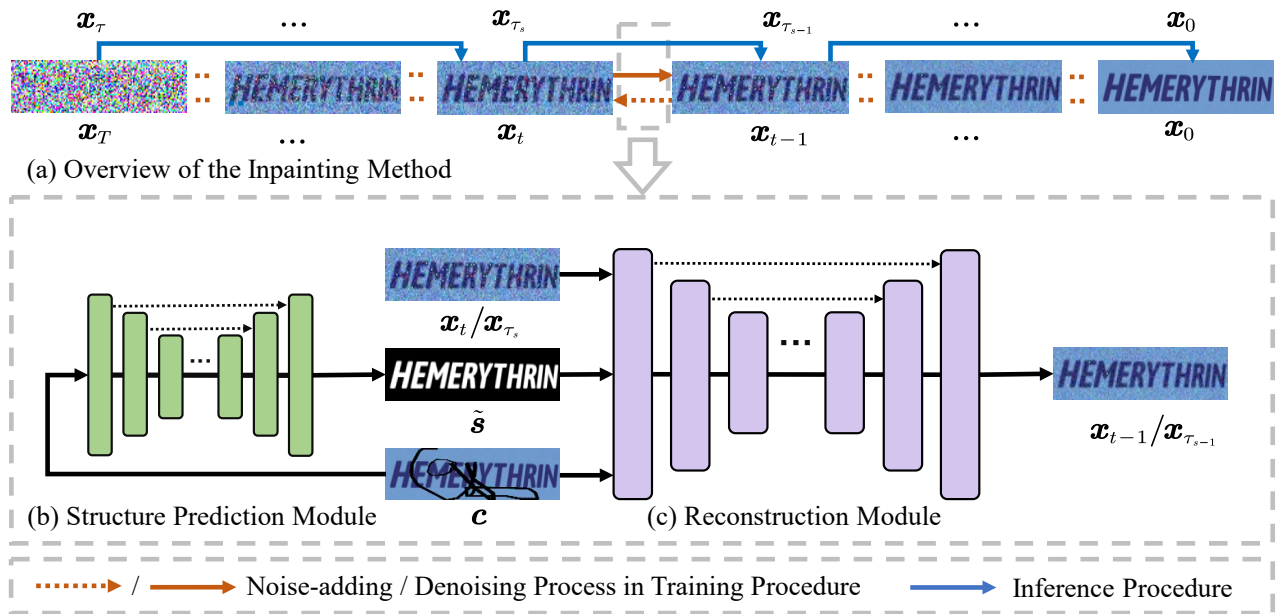 x_τ ... x_{τ_s} x_{τ_{s-1}} ... x_0
HEMERYTHRIN HEMERYTHRIN HEMERYTHRIN HEMERYTHRIN HEMERYTHRIN
x_T ... x_t x_{t-1} ... x_0
(a) Overview of the Inpainting Method
HEMERYTHRIN
x_t/x_{τ_s}
...
HEMERYTHRIN
s̃
...
HEMERYTHRIN
x_{t-1}/x_{τ_{s-1}}
HEMERYTHRIN
c
(b) Structure Prediction Module
(c) Reconstruction Module
/ Noise-adding / Denoising Process in Training Procedure
Inference Procedure